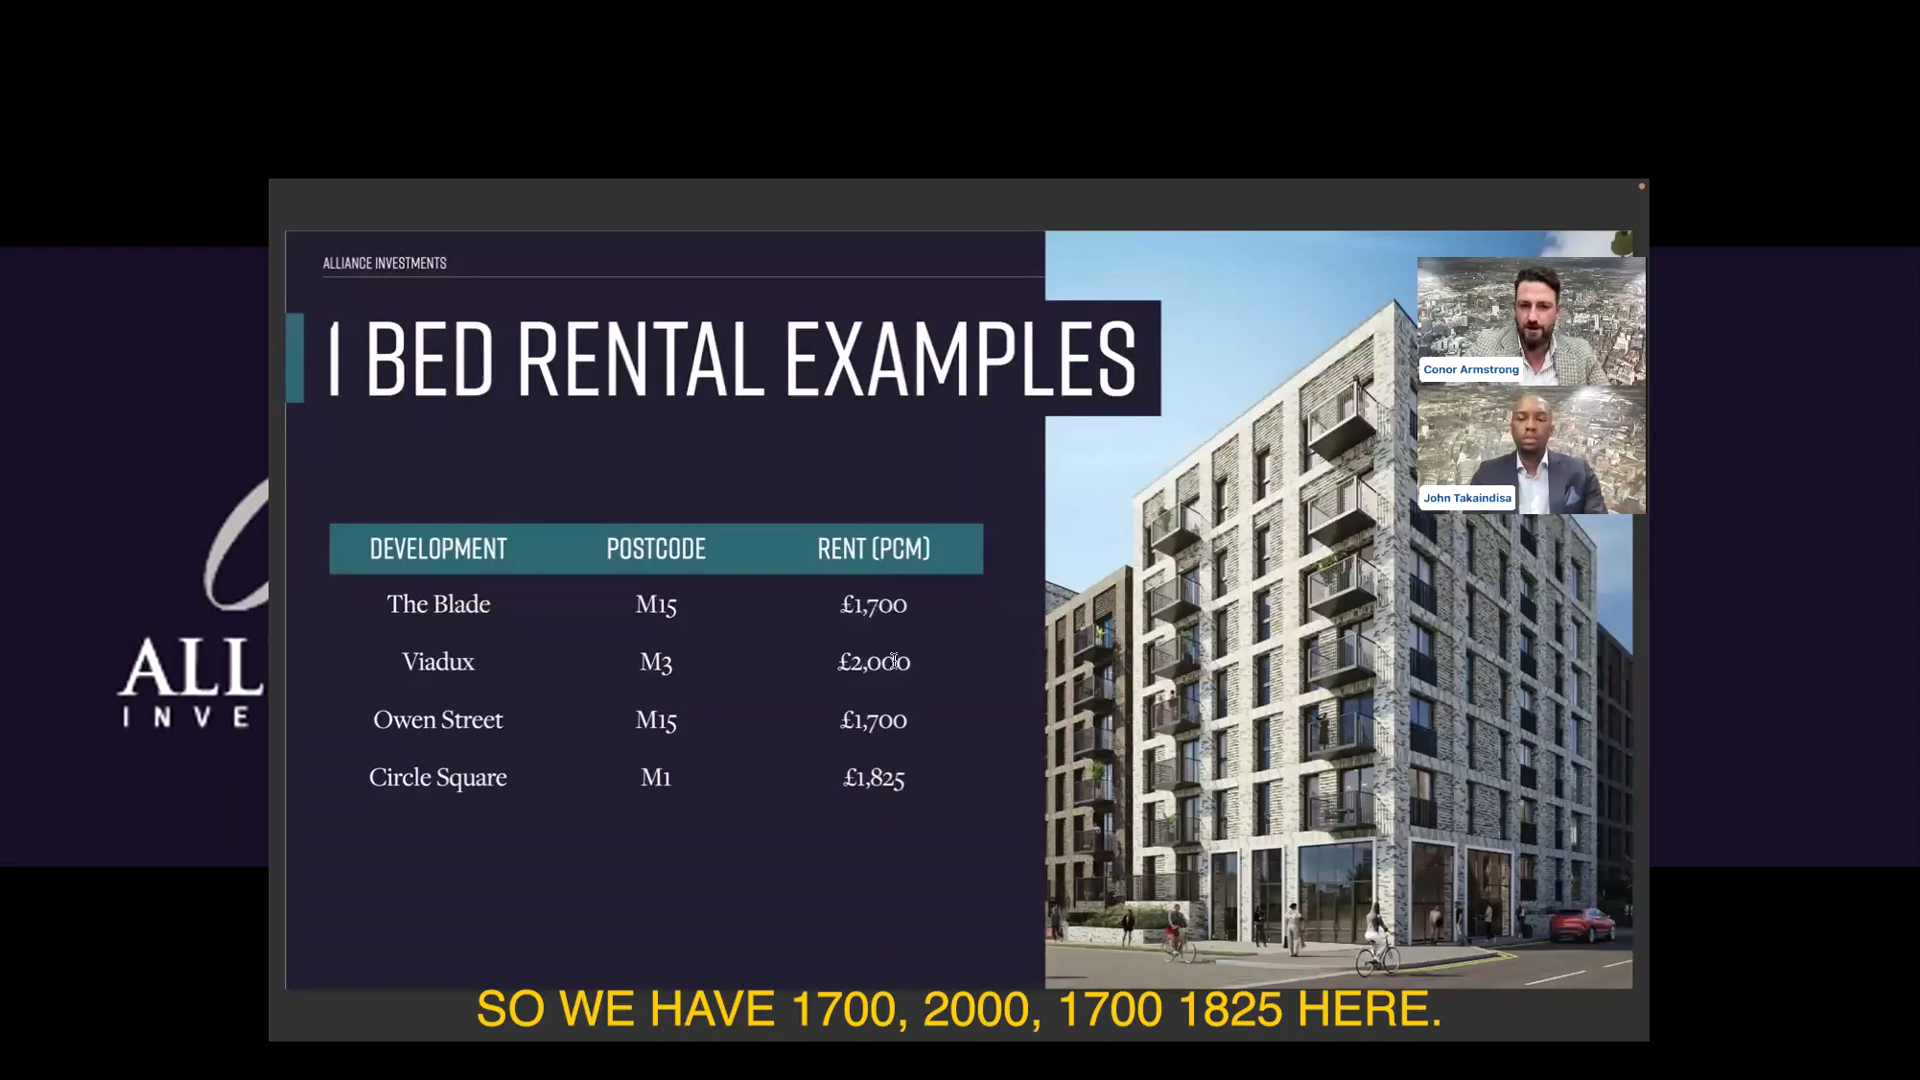 ALLIANCE INVESTMENTS
1 BED RENTAL EXAMPLES
Conor Armstrong
John Takaindisa
DEVELOPMENT POSTCODE RENT (PCM)
The Blade M15 £1,700
Viadux M3 £2,000
Owen Street M15 £1,700
Circle Square M1 £1,825
ALL
INVE
SO WE HAVE 1700, 2000, 1700 1825 HERE.